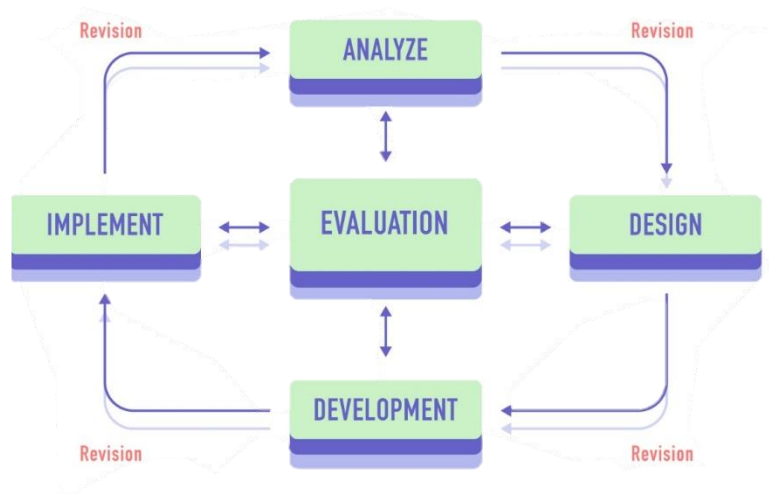 Revision
Revision
ANALYZE
IMPLEMENT
EVALUATION
DESIGN
DEVELOPMENT
Revision
Revision